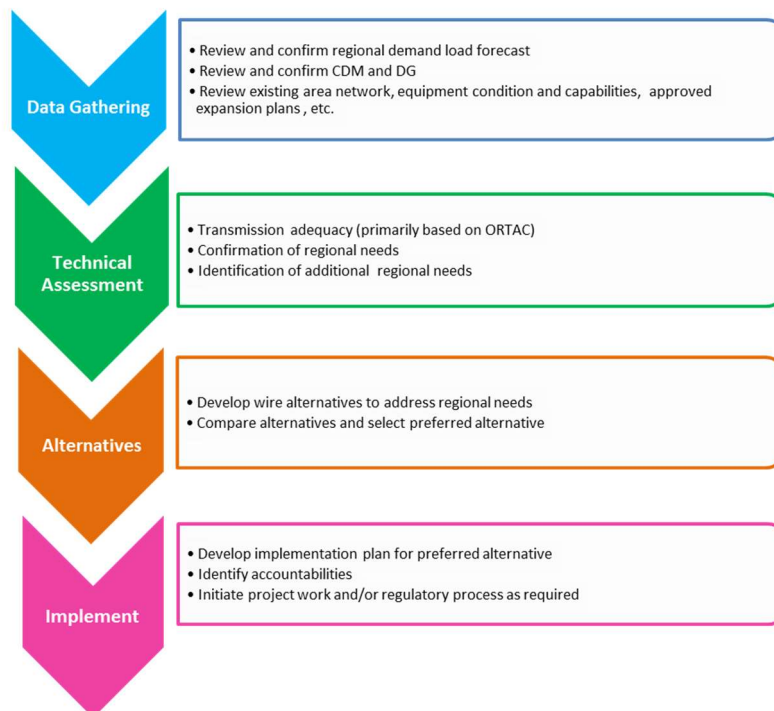 Data Gathering
• Review and confirm regional demand load forecast
• Review and confirm CDM and DG
• Review existing area network, equipment condition and capabilities, approved
expansion plans , etc.
Technical
Assessment
• Transmission adequacy (primarily based on ORTAC)
• Confirmation of regional needs
• Identification of additional regional needs
Alternatives
• Develop wire alternatives to address regional needs
• Compare alternatives and select preferred alternative
Implement
• Develop implementation plan for preferred alternative
• Identify accountabilities
• Initiate project work and/or regulatory process as required